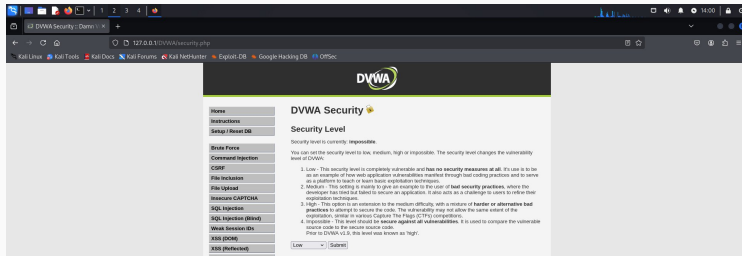 1 2 3 4
14:00
DVWA Security :: Damn V
127.0.0.1/DVWA/security.php
Kali Linux Kali Tools Kali Docs Kali Forums Kali NetHunter Exploit-DB Google Hacking DB OffSec
DVWA
Home
Instructions
Setup / Reset DB
Brute Force
Command Injection
CSRF
File Inclusion
File Upload
Insecure CAPTCHA
SQL Injection
SQL Injection (Blind)
Weak Session IDs
XSS (DOM)
XSS (Reflected)
DVWA Security
Security Level
Security level is currently: impossible.
You can set the security level to low, medium, high or impossible. The security level changes the vulnerability
level of DVWA:
1. Low - This security level is completely vulnerable and has no security measures at all. It's use is to be
as an example of how web application vulnerabilities manifest through bad coding practices and to serve
as a platform to teach or learn basic exploitation techniques.
2. Medium - This setting is mainly to give an example to the user of bad security practices, where the
developer has tried but failed to secure an application. It also acts as a challenge to users to refine their
exploitation techniques.
3. High - This option is an extension to the medium difficulty, with a mixture of harder or alternative bad
practices to attempt to secure the code. The vulnerability may not allow the same extent of the
exploitation, similar in various Capture The Flags (CTFs) competitions.
4. Impossible - This level should be secure against all vulnerabilities. It is used to compare the vulnerable
source code to the secure source code.
Prior to DVWA v1.9, this level was known as 'high'.
Low Submit